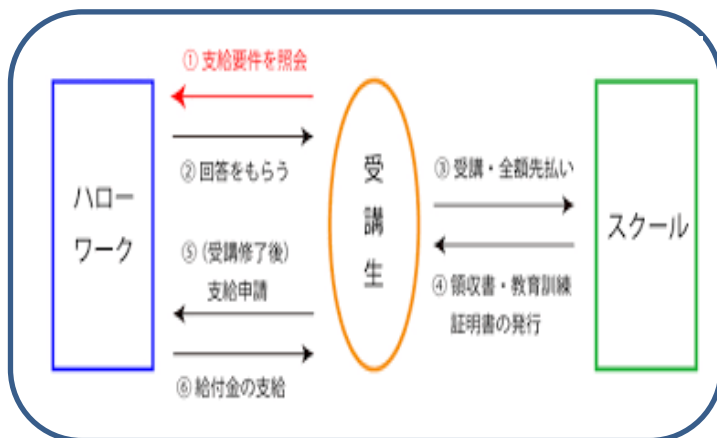 ① 支給要件を照会
② 回答をもらう
ハロー
ワーク
⑤ (受講修了後)
支給申請
⑥ 給付金の支給
受
講
生
③ 受講・全額先払い
④ 領収書・教育訓練
証明書の発行
スクール